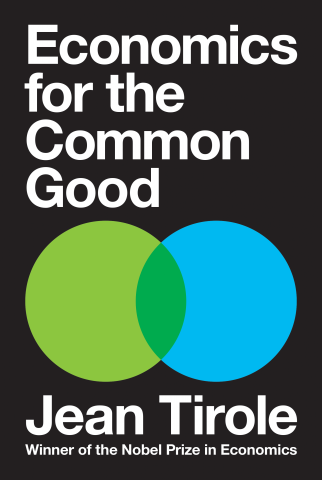 Economics
for the
Common
Good
Jean Tirole
Winner of the Nobel Prize in Economics